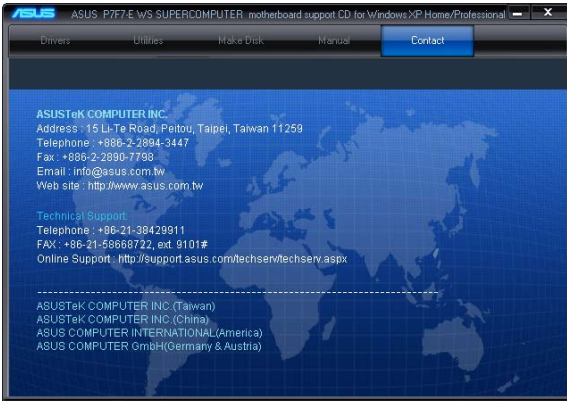 ASUS ASUS P7F7-E WS SUPERCOMPUTER motherboard support CD for Windows XP Home/Professional
Drivers Utilities Make Disk Manual Contact
ASUSTeK COMPUTER INC.
Address : 15 Li-Te Road, Peitou, Taipei, Taiwan 11259
Telephone : +886-2-2894-3447
Fax : +886-2-2890-7798
Email : info@asus.com.tw
Web site : http://www.asus.com.tw
Technical Support:
Telephone : +86-21-38429911
FAX : +86-21-58668722, ext. 9101#
Online Support : http://support.asus.com/techserv/techserv.aspx
ASUSTeK COMPUTER INC.(Taiwan)
ASUSTeK COMPUTER INC.(China)
ASUS COMPUTER INTERNATIONAL(America)
ASUS COMPUTER GmbH(Germany & Austria)